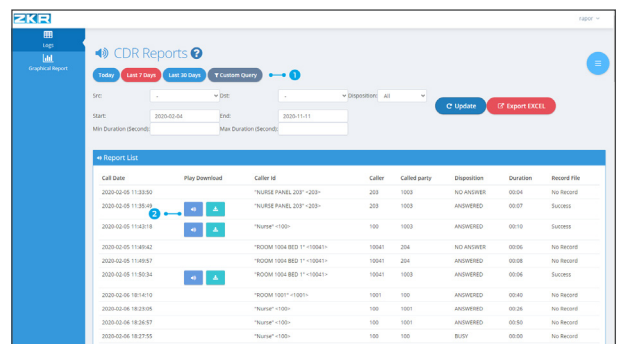 ZKR
rapor
Logs
Graphical Report
CDR Reports ?
Today Last 7 Days Last 30 Days Custom Query 1
Src: - Dst: - Disposition: All
Update Export EXCEL
Start: 2020-02-04 End: 2020-11-11
Min Duration (Second): Max Duration (Second):
Report List
Call Date Play Download Caller Id Caller Called party Disposition Duration Record File
2020-02-05 11:33:50 "NURSE PANEL 203" <203> 203 1003 NO ANSWER 00:04 No Record
2020-02-05 11:35:49 "NURSE PANEL 203" <203> 203 1003 ANSWERED 00:07 Success
2
2020-02-05 11:43:18 "Nurse" <100> 100 1003 ANSWERED 00:10 Success
2020-02-05 11:49:42 "ROOM 1004 BED 1" <10041> 10041 204 NO ANSWER 00:06 No Record
2020-02-05 11:49:57 "ROOM 1004 BED 1" <10041> 10041 204 ANSWERED 00:08 No Record
2020-02-05 11:50:34 "ROOM 1004 BED 1" <10041> 10041 1003 ANSWERED 00:06 Success
2020-02-06 18:14:10 "ROOM 1001" <1001> 1001 100 ANSWERED 00:40 No Record
2020-02-06 18:23:05 "Nurse" <100> 100 1001 ANSWERED 00:26 No Record
2020-02-06 18:26:57 "Nurse" <100> 100 1001 ANSWERED 00:50 No Record
2020-02-06 18:27:55 "Nurse" <100> 100 100 BUSY 00:00 No Record